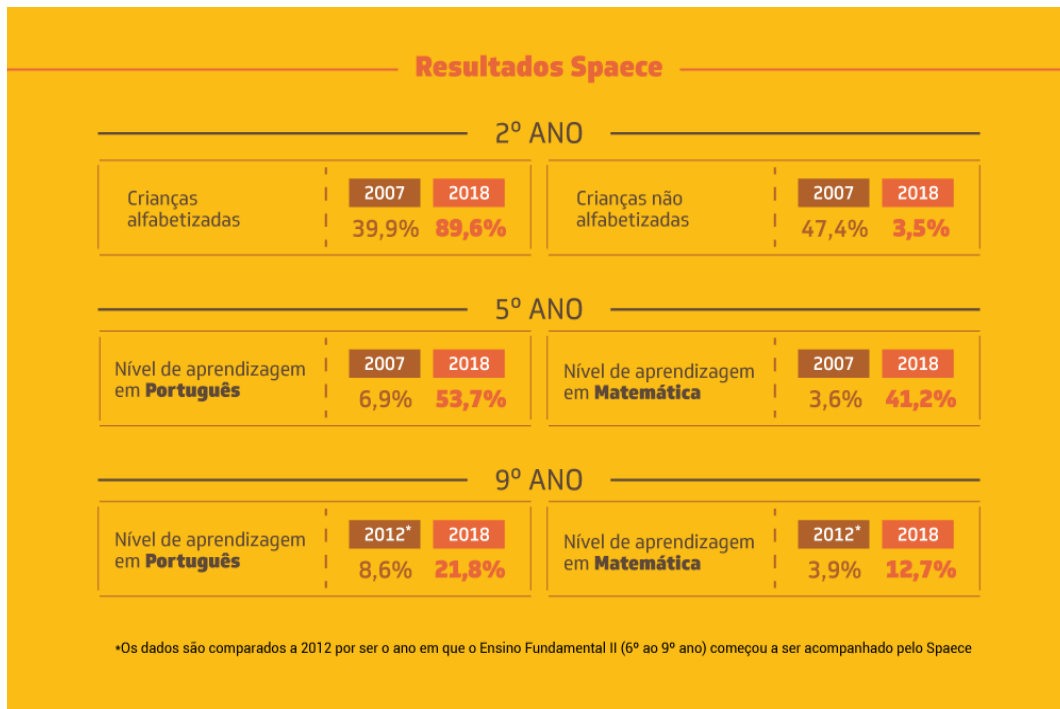 Resultados Spaece
2º ANO
Crianças
alfabetizadas
2007 2018
39,9% 89,6%
Crianças não
alfabetizadas
2007 2018
47,4% 3,5%
5º ANO
Nível de aprendizagem
em Português
2007 2018
6,9% 53,7%
Nível de aprendizagem
em Matemática
2007 2018
3,6% 41,2%
9º ANO
Nível de aprendizagem
em Português
2012* 2018
8,6% 21,8%
Nível de aprendizagem
em Matemática
2012* 2018
3,9% 12,7%
*Os dados são comparados a 2012 por ser o ano em que o Ensino Fundamental II (6º ao 9º ano) começou a ser acompanhado pelo Spaece